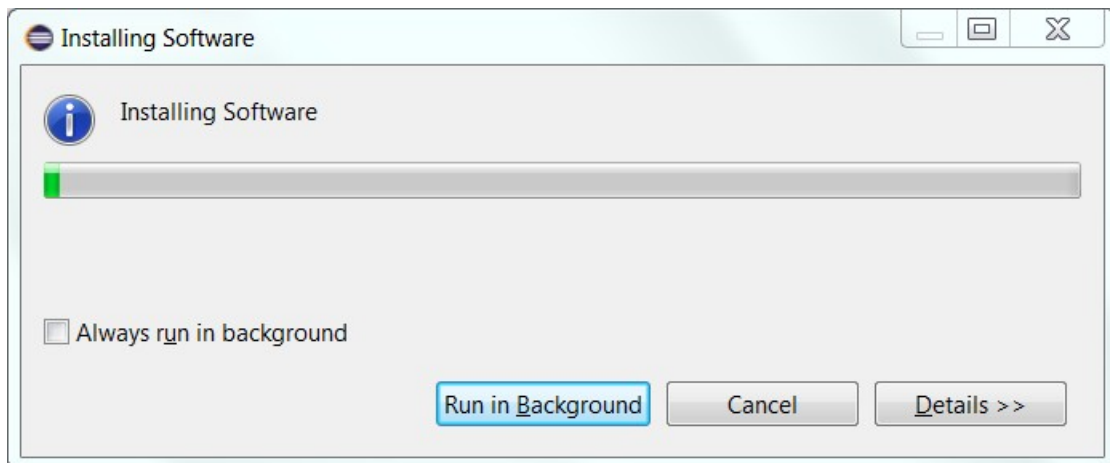 Installing Software
Installing Software
Always run in background
Run in Background Cancel Details >>